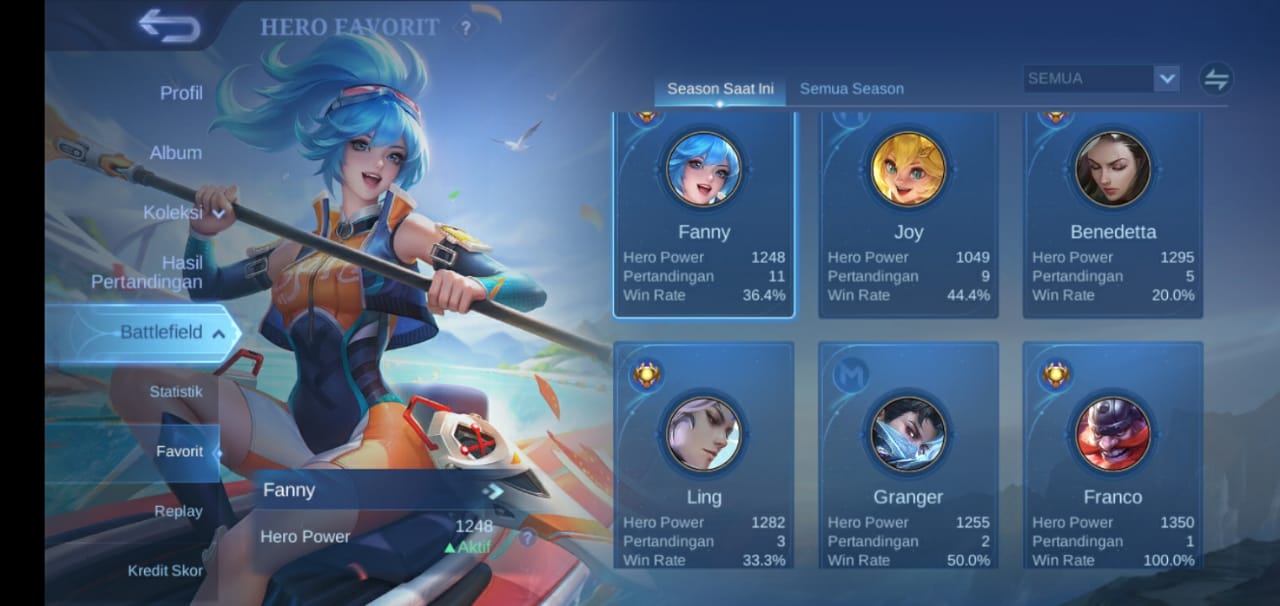 HERO FAVORIT ?
Profil
Album
Koleksi
Hasil
Pertandingan
Battlefield
Statistik
Favorit
Replay
Kredit Skor
Fanny
Hero Power 1248
Aktif
?
Season Saat Ini
Semua Season
SEMUA
Fanny
Hero Power 1248
Pertandingan 11
Win Rate 36.4%
Joy
Hero Power 1049
Pertandingan 9
Win Rate 44.4%
Benedetta
Hero Power 1295
Pertandingan 5
Win Rate 20.0%
Ling
Hero Power 1282
Pertandingan 3
Win Rate 33.3%
M
Granger
Hero Power 1255
Pertandingan 2
Win Rate 50.0%
Franco
Hero Power 1350
Pertandingan 1
Win Rate 100.0%